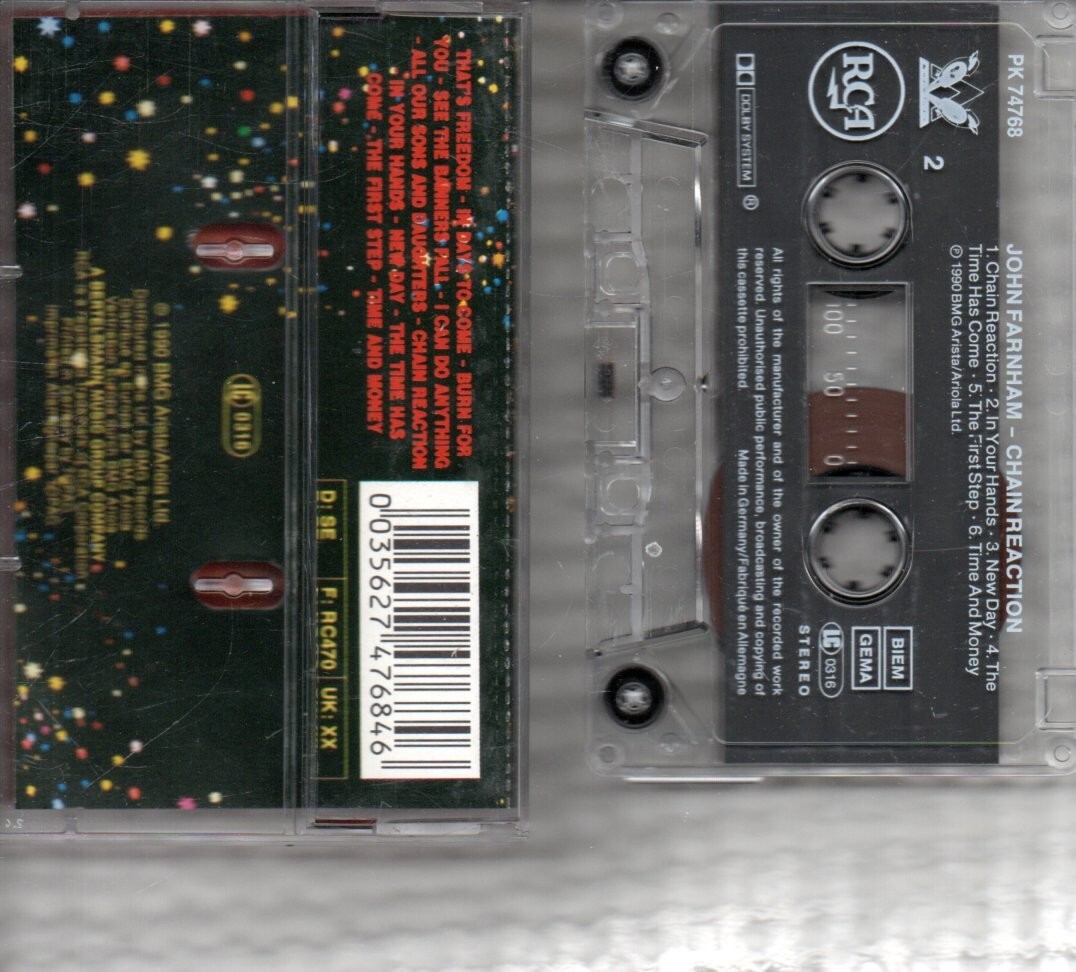 THAT'S FREEDOM - IN DAYS TO COME - BURN FOR
YOU - SEE THE BANNERS FALL - I CAN DO ANYTHING
- ALL OUR SONS AND DAUGHTERS - CHAIN REACTION
- IN YOUR HANDS - NEW DAY - THE TIME HAS
COME - THE FIRST STEP - TIME AND MONEY
0 035627 476846
D: SE F: RC470 UK: XX
LC 0316
© 1990 BMG Arista/Ariola Ltd.
PK 74768
JOHN FARNHAM – CHAIN REACTION
1. Chain Reaction · 2. In Your Hands · 3. New Day · 4. The
Time Has Come · 5. The First Step · 6. Time And Money
℗ 1990 BMG Arista/Ariola Ltd.
2
RCA
BIEM
GEMA
LC 0316
STEREO
100 50 0
All rights of the manufacturer and of the owner of the recorded work
reserved. Unauthorised public performance, broadcasting and copying of
this cassette prohibited. Made in Germany/Fabriqué en Allemagne
DOLBY SYSTEM ®